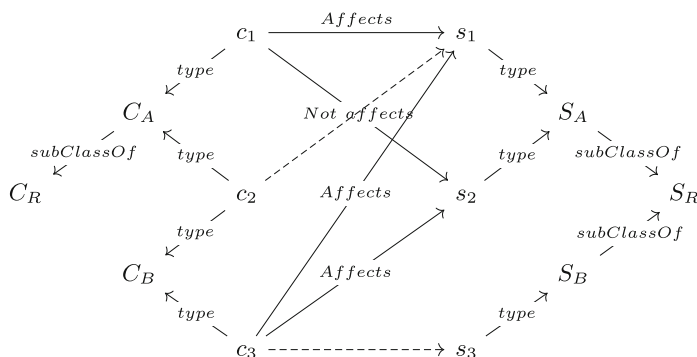 Affects
c1 s1
type type
Not affects
CA SA
subClassOf type type subClassOf
CR c2 Affects s2 SR
type subClassOf
CB Affects SB
type type
c3 s3